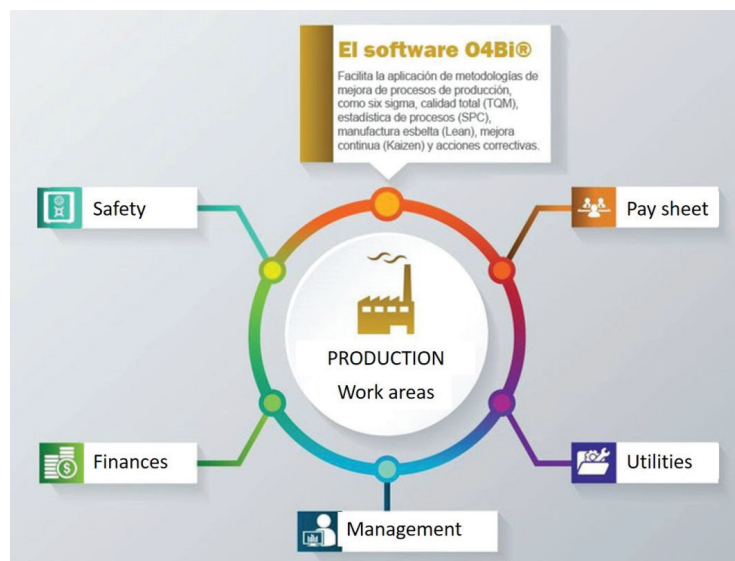 El software O4Bi®
Facilita la aplicación de metodologías de
mejora de procesos de producción,
como six sigma, calidad total (TQM),
estadística de procesos (SPC),
manufactura esbelta (Lean), mejora
continua (Kaizen) y acciones correctivas.
Safety
Pay sheet
PRODUCTION
Work areas
Finances
Utilities
Management